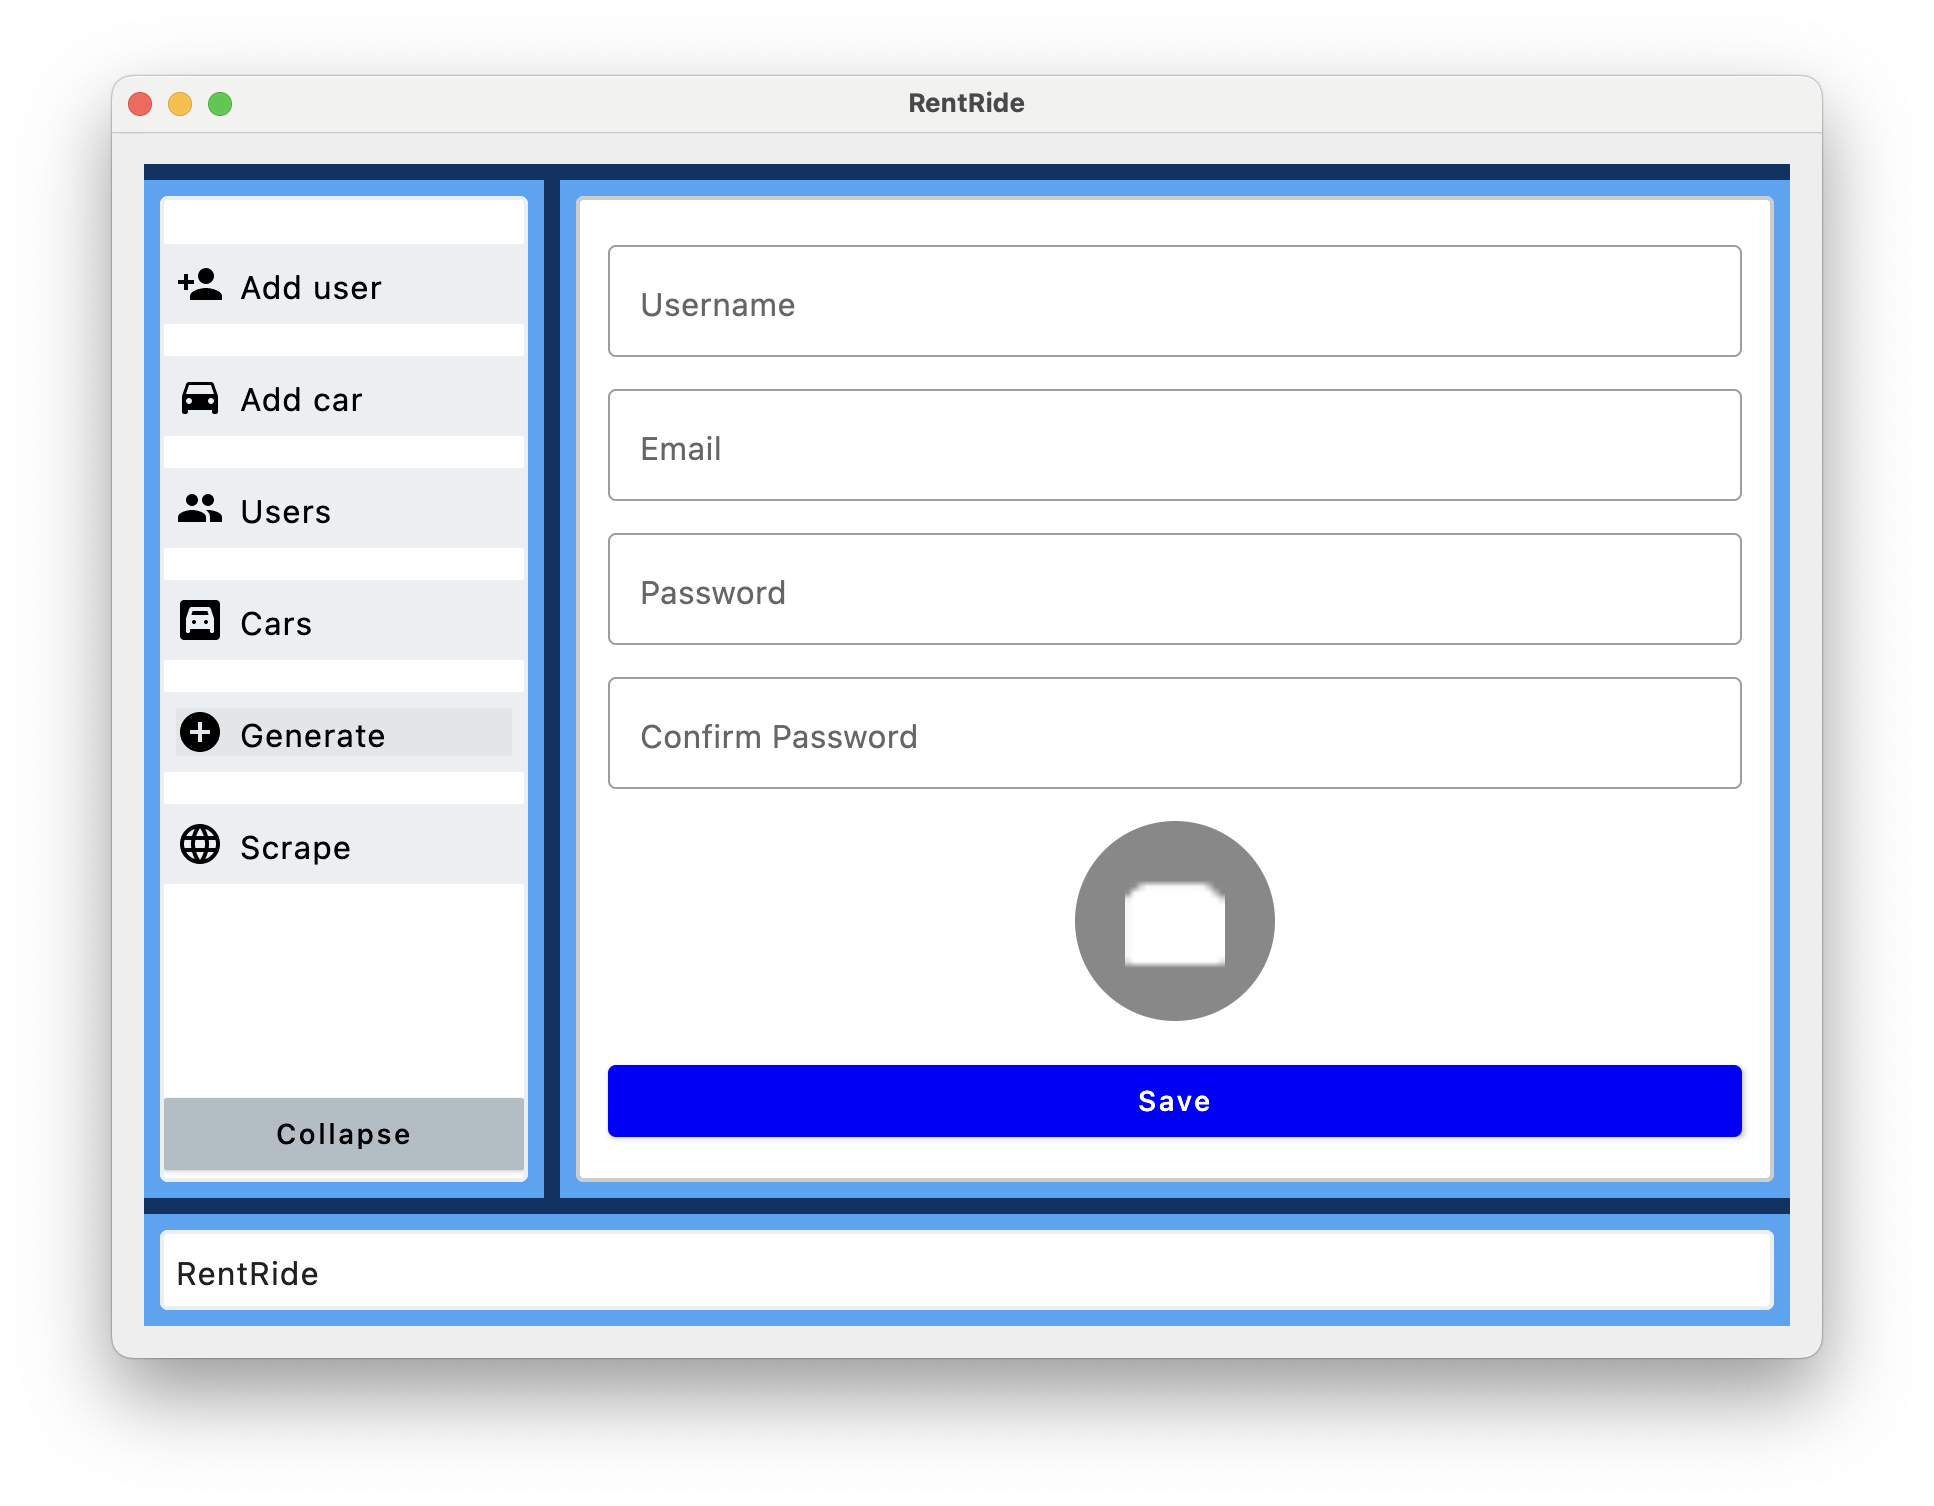 RentRide
Add user
Add car
Users
Cars
Generate
Scrape
Collapse
Username
Email
Password
Confirm Password
Save
RentRide